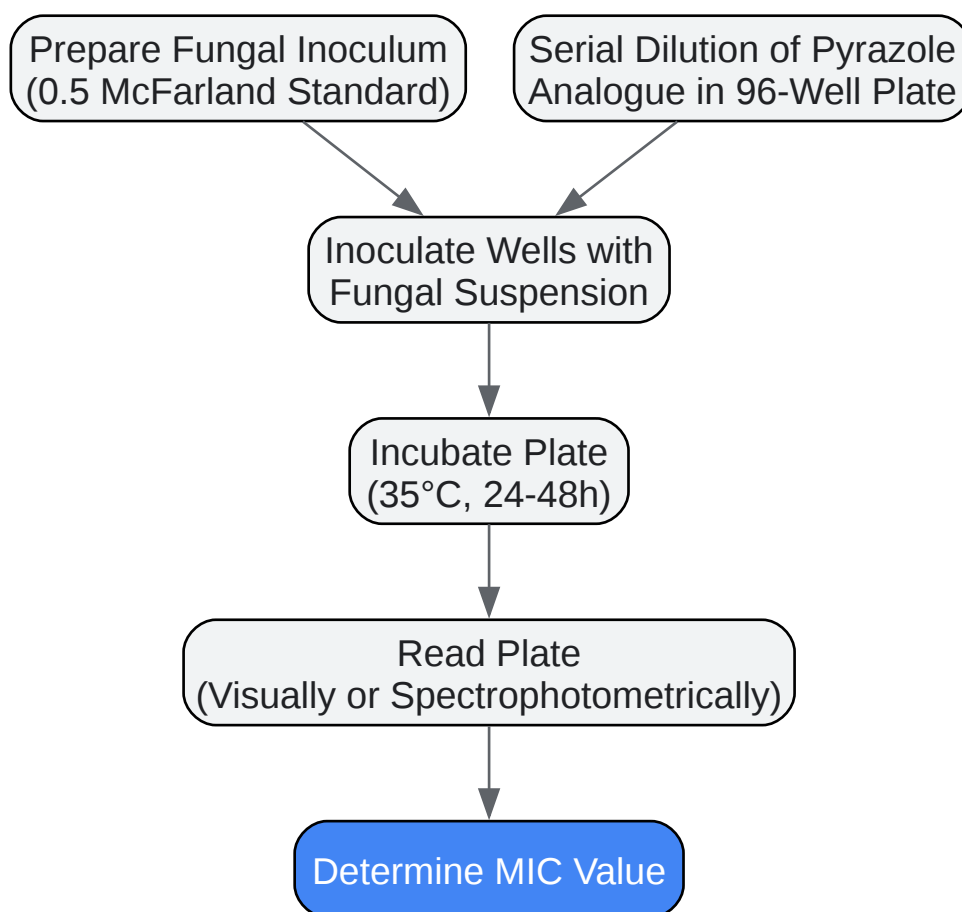 Prepare Fungal Inoculum
(0.5 McFarland Standard)
Serial Dilution of Pyrazole
Analogue in 96-Well Plate
Inoculate Wells with
Fungal Suspension
Incubate Plate
(35°C, 24-48h)
Read Plate
(Visually or Spectrophotometrically)
Determine MIC Value